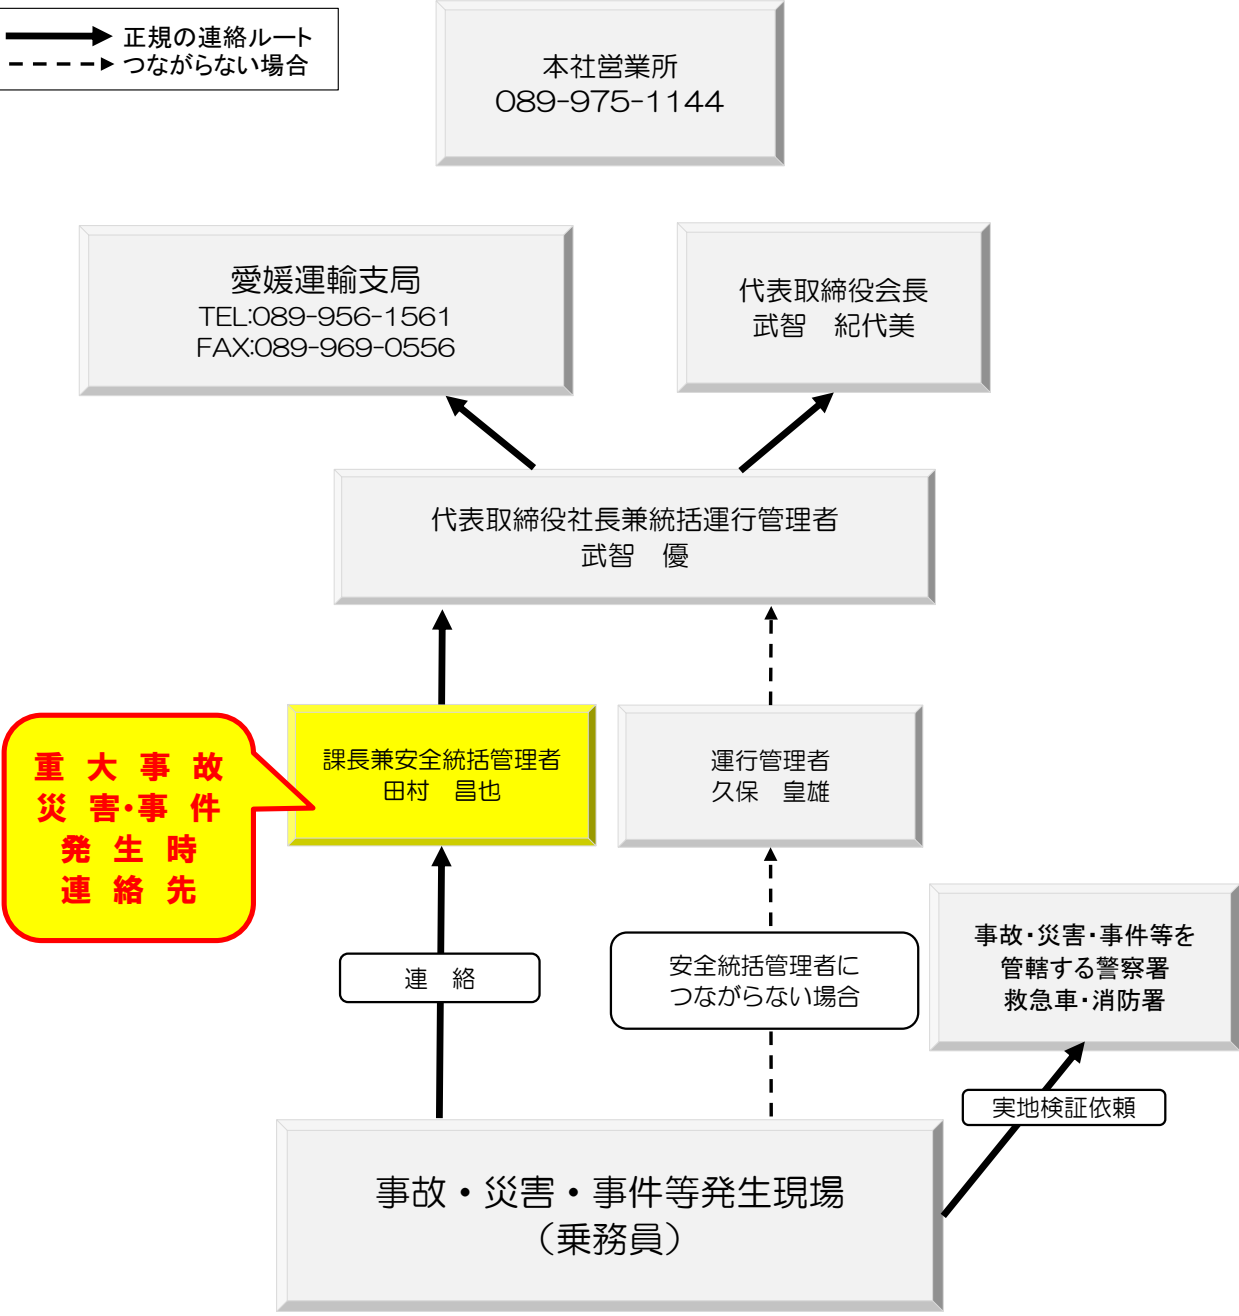 正規の連絡ルート
つながらない場合
本社営業所
089-975-1144
愛媛運輸支局
TEL:089-956-1561
FAX:089-969-0556
代表取締役会長
武智　紀代美
代表取締役社長兼統括運行管理者
武智　優
重大事故
災害・事件
発生時
連絡先
課長兼安全統括管理者
田村　昌也
運行管理者
久保　皇雄
連　絡
安全統括管理者に
つながらない場合
事故・災害・事件等を
管轄する警察署
救急車・消防署
実地検証依頼
事故・災害・事件等発生現場
（乗務員）